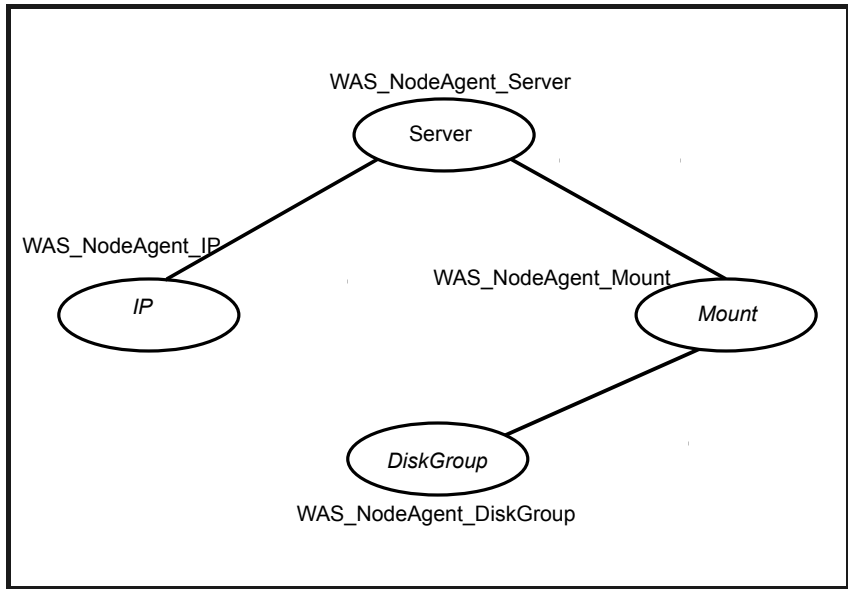 WAS_NodeAgent_Server
Server
WAS_NodeAgent_IP
IP
WAS_NodeAgent_Mount
Mount
DiskGroup
WAS_NodeAgent_DiskGroup